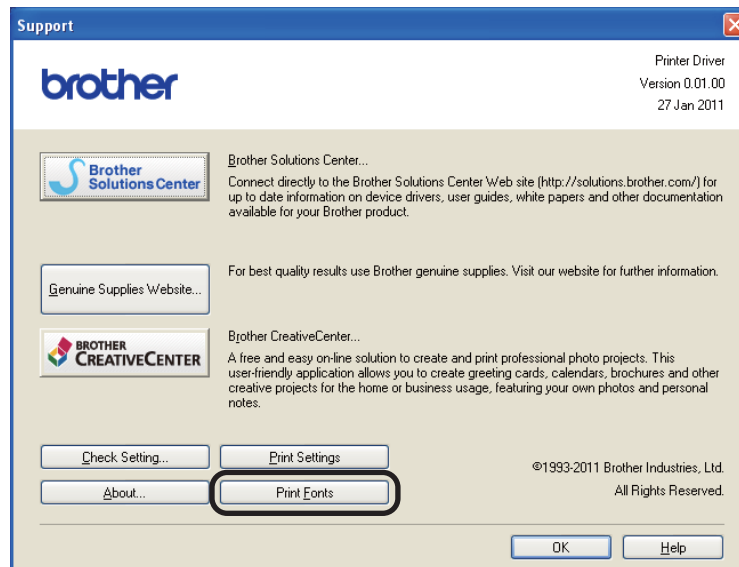 Support
brother
Printer Driver
Version 0.01.00
27 Jan 2011
Brother
Solutions Center
Brother Solutions Center...
Connect directly to the Brother Solutions Center Web site (http://solutions.brother.com/) for
up to date information on device drivers, user guides, white papers and other documentation
available for your Brother product.
Genuine Supplies Website...
For best quality results use Brother genuine supplies. Visit our website for further information.
BROTHER
CREATIVECENTER
Brother CreativeCenter...
A free and easy on-line solution to create and print professional photo projects. This
user-friendly application allows you to create greeting cards, calendars, brochures and other
creative projects for the home or business usage, featuring your own photos and personal
notes.
Check Setting...
Print Settings
About...
Print Fonts
©1993-2011 Brother Industries, Ltd.
All Rights Reserved.
OK
Help